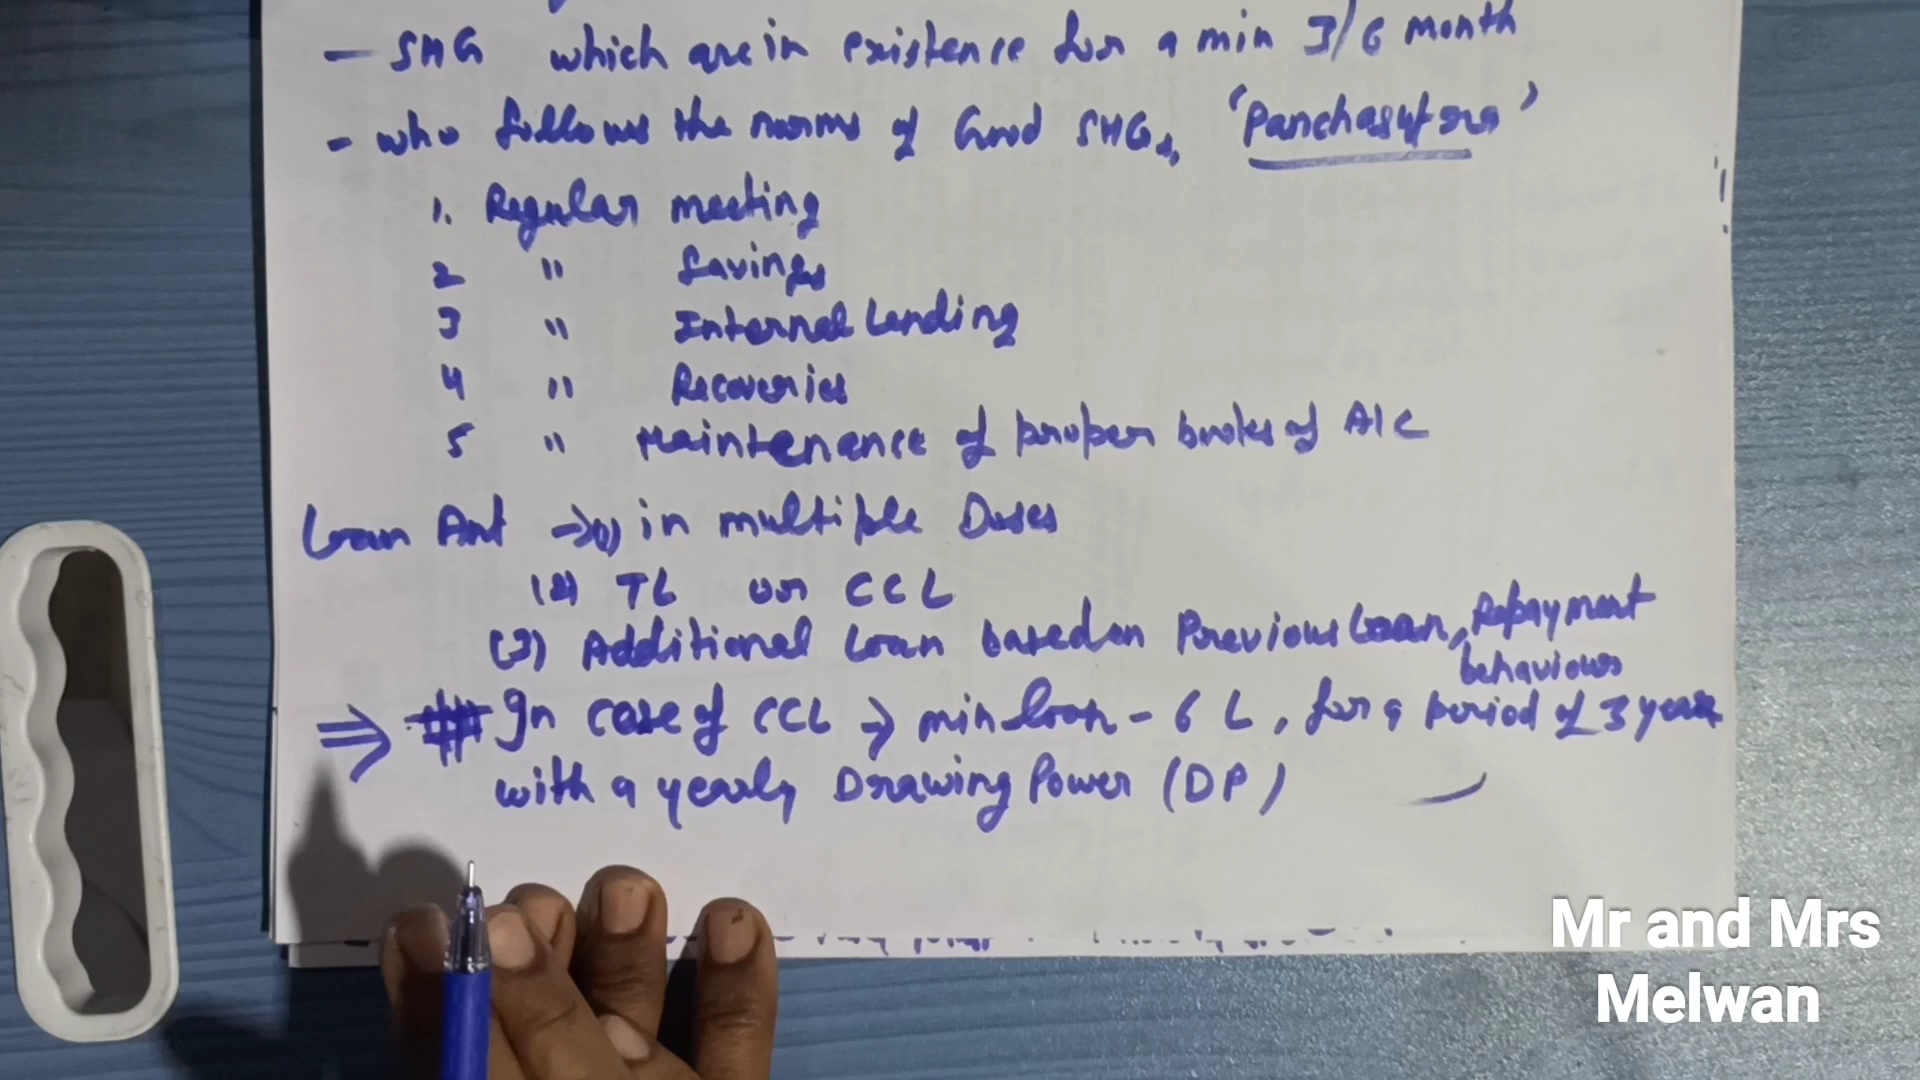 — SHG which are in existence for a min 3/6 month
- who follows the norms of Good SHGs, 'Panchasutra'
1. Regular meeting
2 " Savings
3 " Internal Lending
4 " Recoveries
5 " Maintenence of proper books of A/C
Loan Amt → (1) in multiple Doses
(2) TL or CCL
(3) Additional Loan based on Previous Loan, Repayment
behaviours
⇒ # In case of CCL → min loan - 6 L, for a period of 3 years
with a yearly Drawing Power (DP)
Mr and Mrs
Melwan